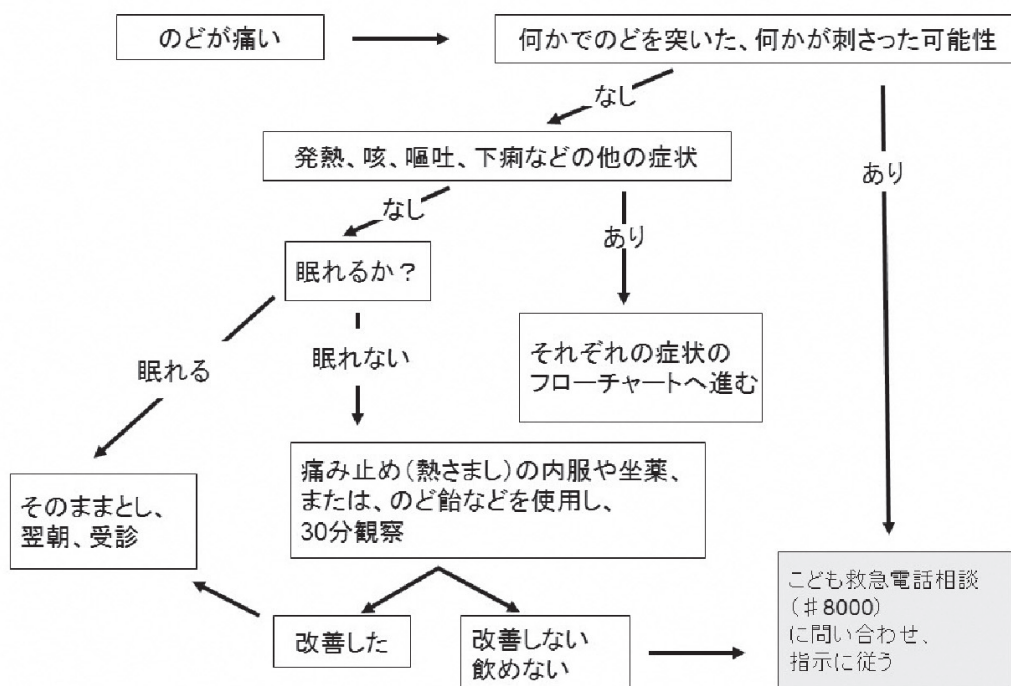 のどが痛い
何かでのどを突いた、何かが刺さった可能性
なし
あり
発熱、咳、嘔吐、下痢などの他の症状
なし
あり
眠れるか？
眠れる
眠れない
それぞれの症状の
フローチャートへ進む
痛み止め（熱さまし）の内服や坐薬、
または、のど飴などを使用し、
30分観察
そのままとし、
翌朝、受診
改善した
改善しない
飲めない
こども救急電話相談
（＃8000）
に問い合わせ、
指示に従う